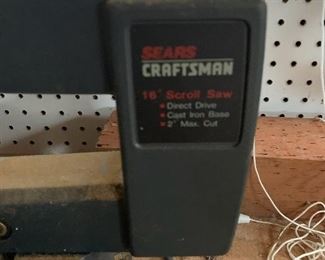 SEARS
CRAFTSMAN
16" Scroll Saw
Direct Drive
Cast Iron Base
2" Max. Cut